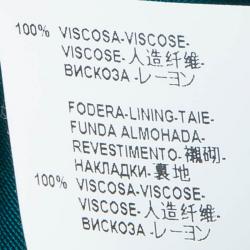 100% VISCOSA-VISCOSE-
VISCOSE-人造纤维-
ВИСКОЗА-レーヨン
FODERA-LINING-TAIE-
FUNDA ALMOHADA-
REVESTIMENTO-襯砌-
НАКЛАДКИ-裏地
100% VISCOSA-VISCOSE-
VISCOSE-人造纤维-
ВИСКОЗА-レーヨン